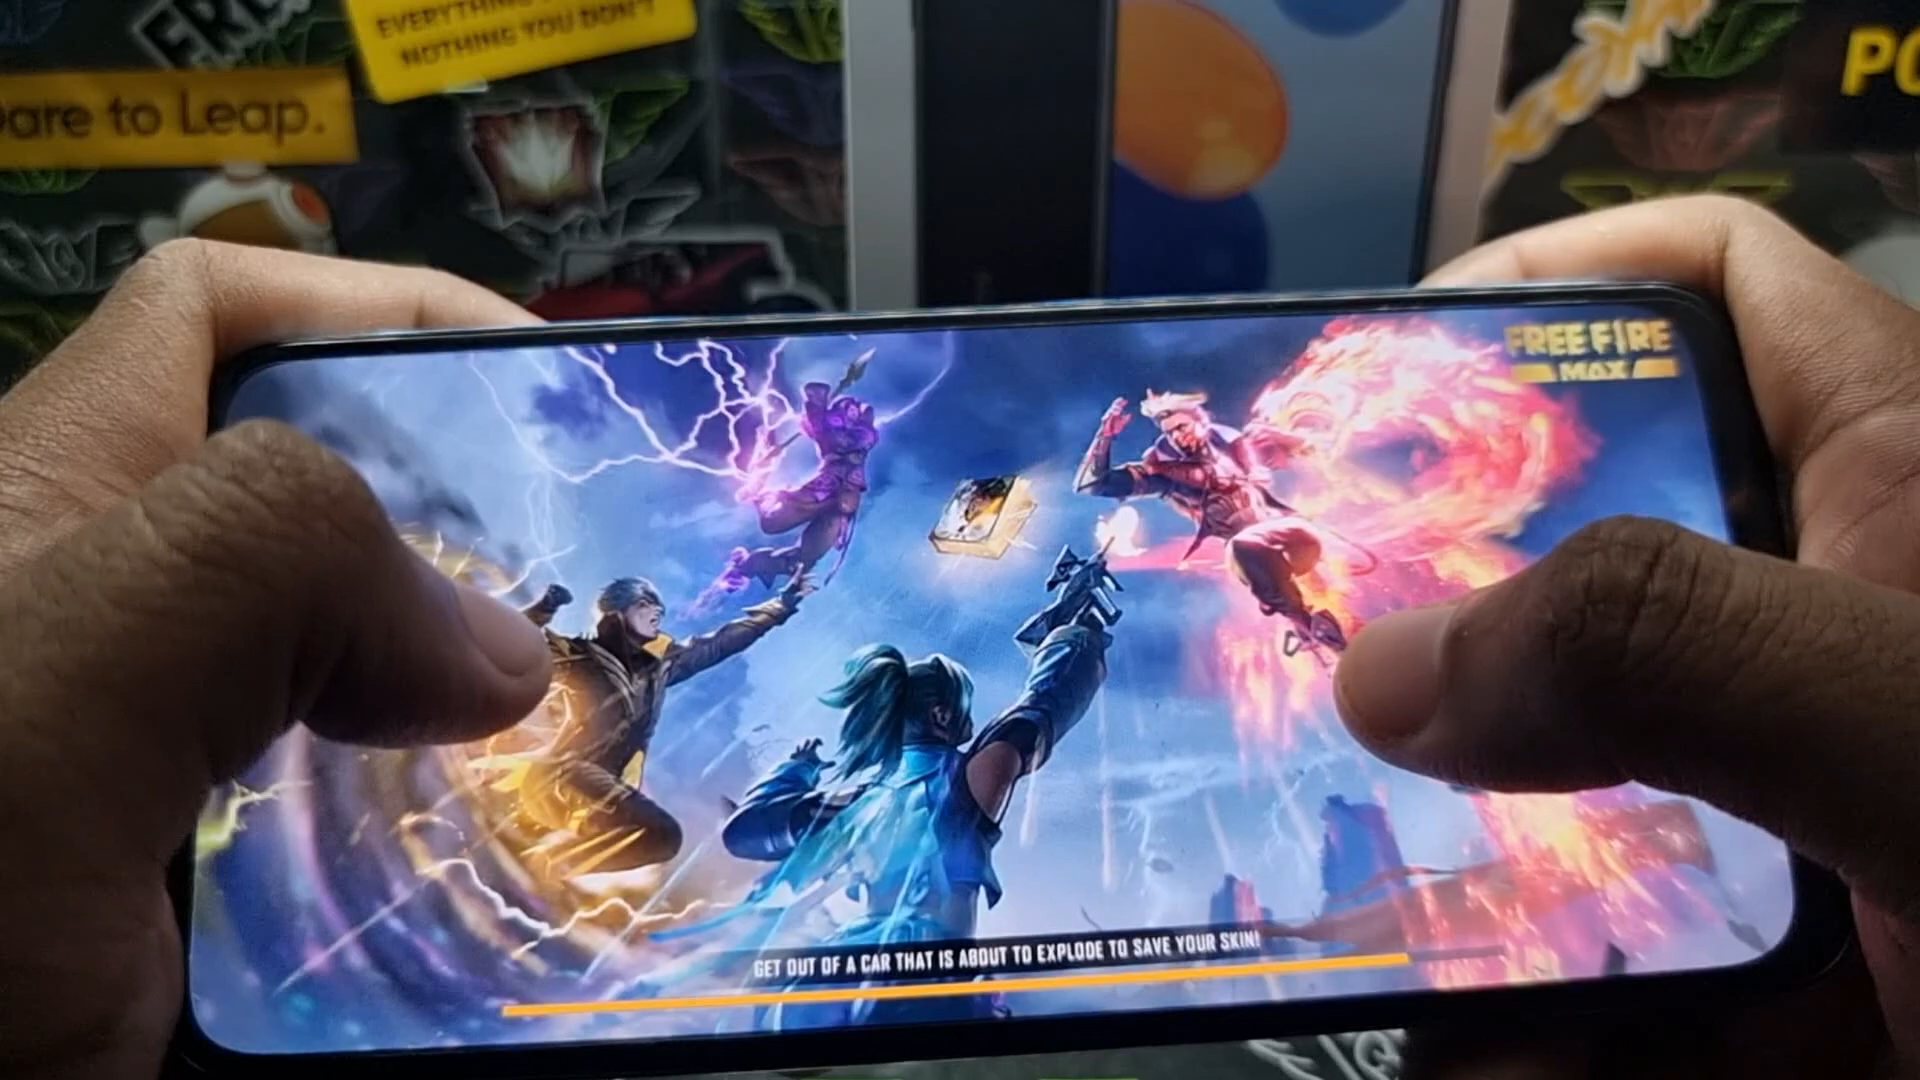 EVERYTHING
NOTHING YOU DON'T
Dare to Leap.
PO
FREE FIRE
MAX
GET OUT OF A CAR THAT IS ABOUT TO EXPLODE TO SAVE YOUR SKIN!